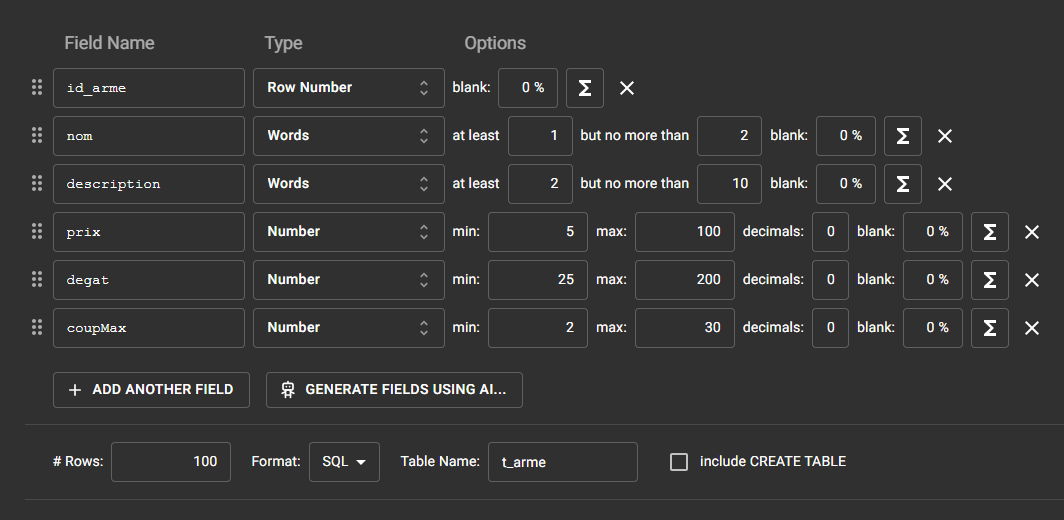 Field Name Type Options
id_arme Row Number blank: 0 % Σ
nom Words at least 1 but no more than 2 blank: 0 % Σ
description Words at least 2 but no more than 10 blank: 0 % Σ
prix Number min: 5 max: 100 decimals: 0 blank: 0 % Σ
degat Number min: 25 max: 200 decimals: 0 blank: 0 % Σ
coupMax Number min: 2 max: 30 decimals: 0 blank: 0 % Σ
+ ADD ANOTHER FIELD GENERATE FIELDS USING AI...
# Rows: 100 Format: SQL Table Name: t_arme include CREATE TABLE